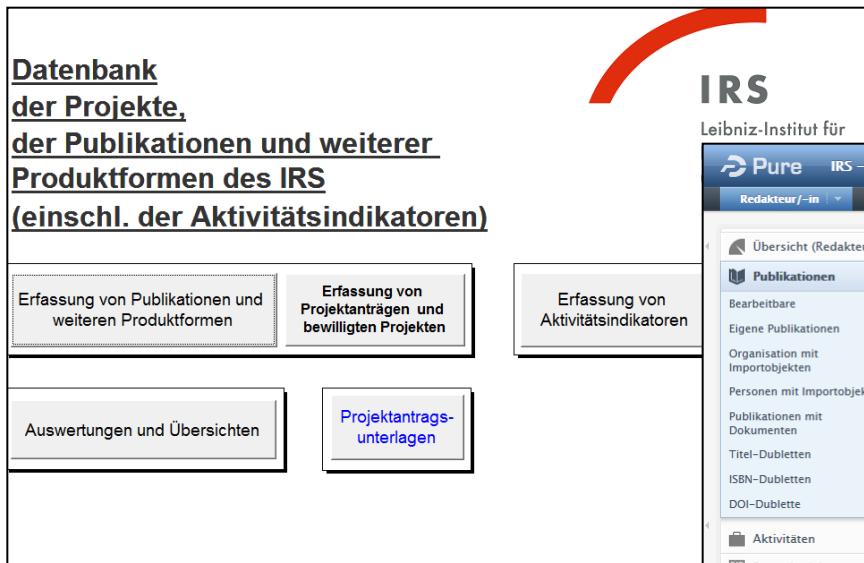 Datenbank
der Projekte,
der Publikationen und weiterer
Produktformen des IRS
(einschl. der Aktivitätsindikatoren)
IRS
Leibniz-Institut für
Erfassung von Publikationen und
weiteren Produktformen
Erfassung von
Projektanträgen und
bewilligten Projekten
Erfassung von
Aktivitätsindikatoren
Auswertungen und Übersichten
Projektantrags-
unterlagen
Pure IRS –
Redakteur/-in
Übersicht (Redakteu
Publikationen
Bearbeitbare
Eigene Publikationen
Organisation mit
Importobjekten
Personen mit Importobjek
Publikationen mit
Dokumenten
Titel-Dubletten
ISBN-Dubletten
DOI-Dublette
Aktivitäten